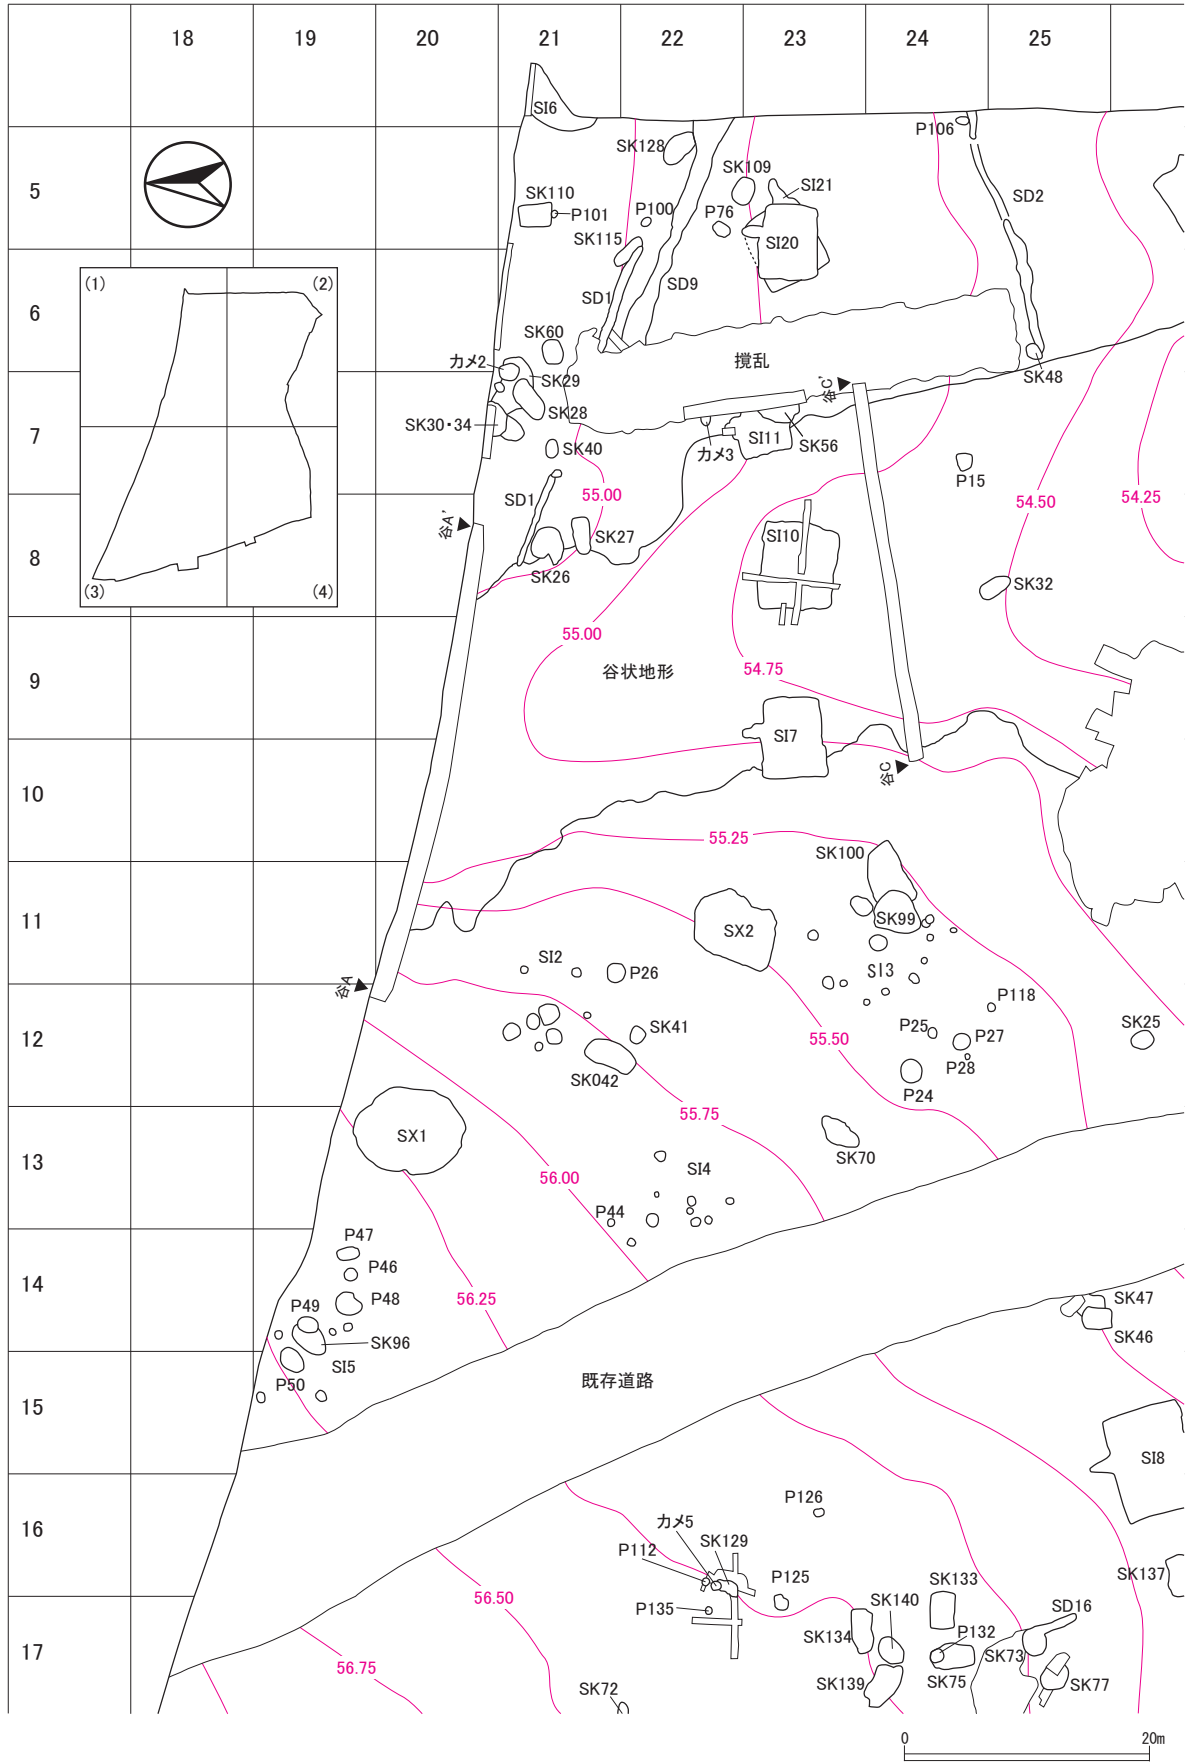 18 19 20 21 22 23 24 25
SI6
P106
SK128
SK109
SI21
5
SK110
P101
P100
P76
SD2
SK115
SI20
(1) (2)
SD1
SD9
6
SK60
カメ2
撹乱
谷C'
SK48
SK29
SK28
SK30・34
7
カメ3
SI11
SK56
SK40
P15
SD1
55.00
54.50
54.25
谷A'
SI10
8
SK27
SK26
SK32
(3) (4)
55.00
谷状地形
54.75
9
SI7
谷C
10
55.25
SK100
11
SX2
SK99
SI2
P26
SI3
谷A
P118
12
SK41
55.50
P25
P27
SK25
SK042
P28
P24
55.75
SX1
13
SK70
SI4
56.00
P44
P47
14
P46
P48
56.25
P49
SK47
SK96
SK46
SI5
既存道路
P50
15
SI8
P126
16
カメ5
SK129
P112
P125
SK133
SK137
56.50
P135
SK140
SD16
SK134
P132
SK73
17
56.75
SK139
SK75
SK77
SK72
0 20m